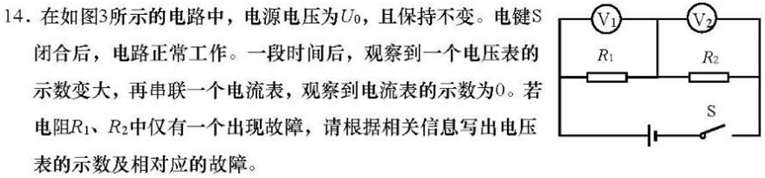 14. 在如图3所示的电路中，电源电压为U₀，且保持不变。电键S
闭合后，电路正常工作。一段时间后，观察到一个电压表的
示数变大，再串联一个电流表，观察到电流表的示数为0。若
电阻R₁、R₂中仅有一个出现故障，请根据相关信息写出电压
表的示数及相对应的故障。
V₁ V₂
R₁ R₂
S